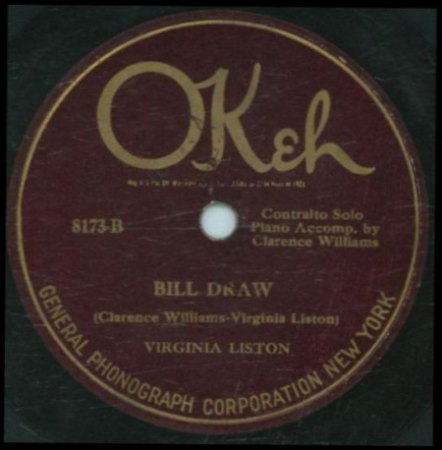 OKeh
8173-B
Contralto Solo
Piano Accomp. by
Clarence Williams
BILL DRAW
(Clarence Williams-Virginia Liston)
VIRGINIA LISTON
GENERAL PHONOGRAPH CORPORATION NEW YORK